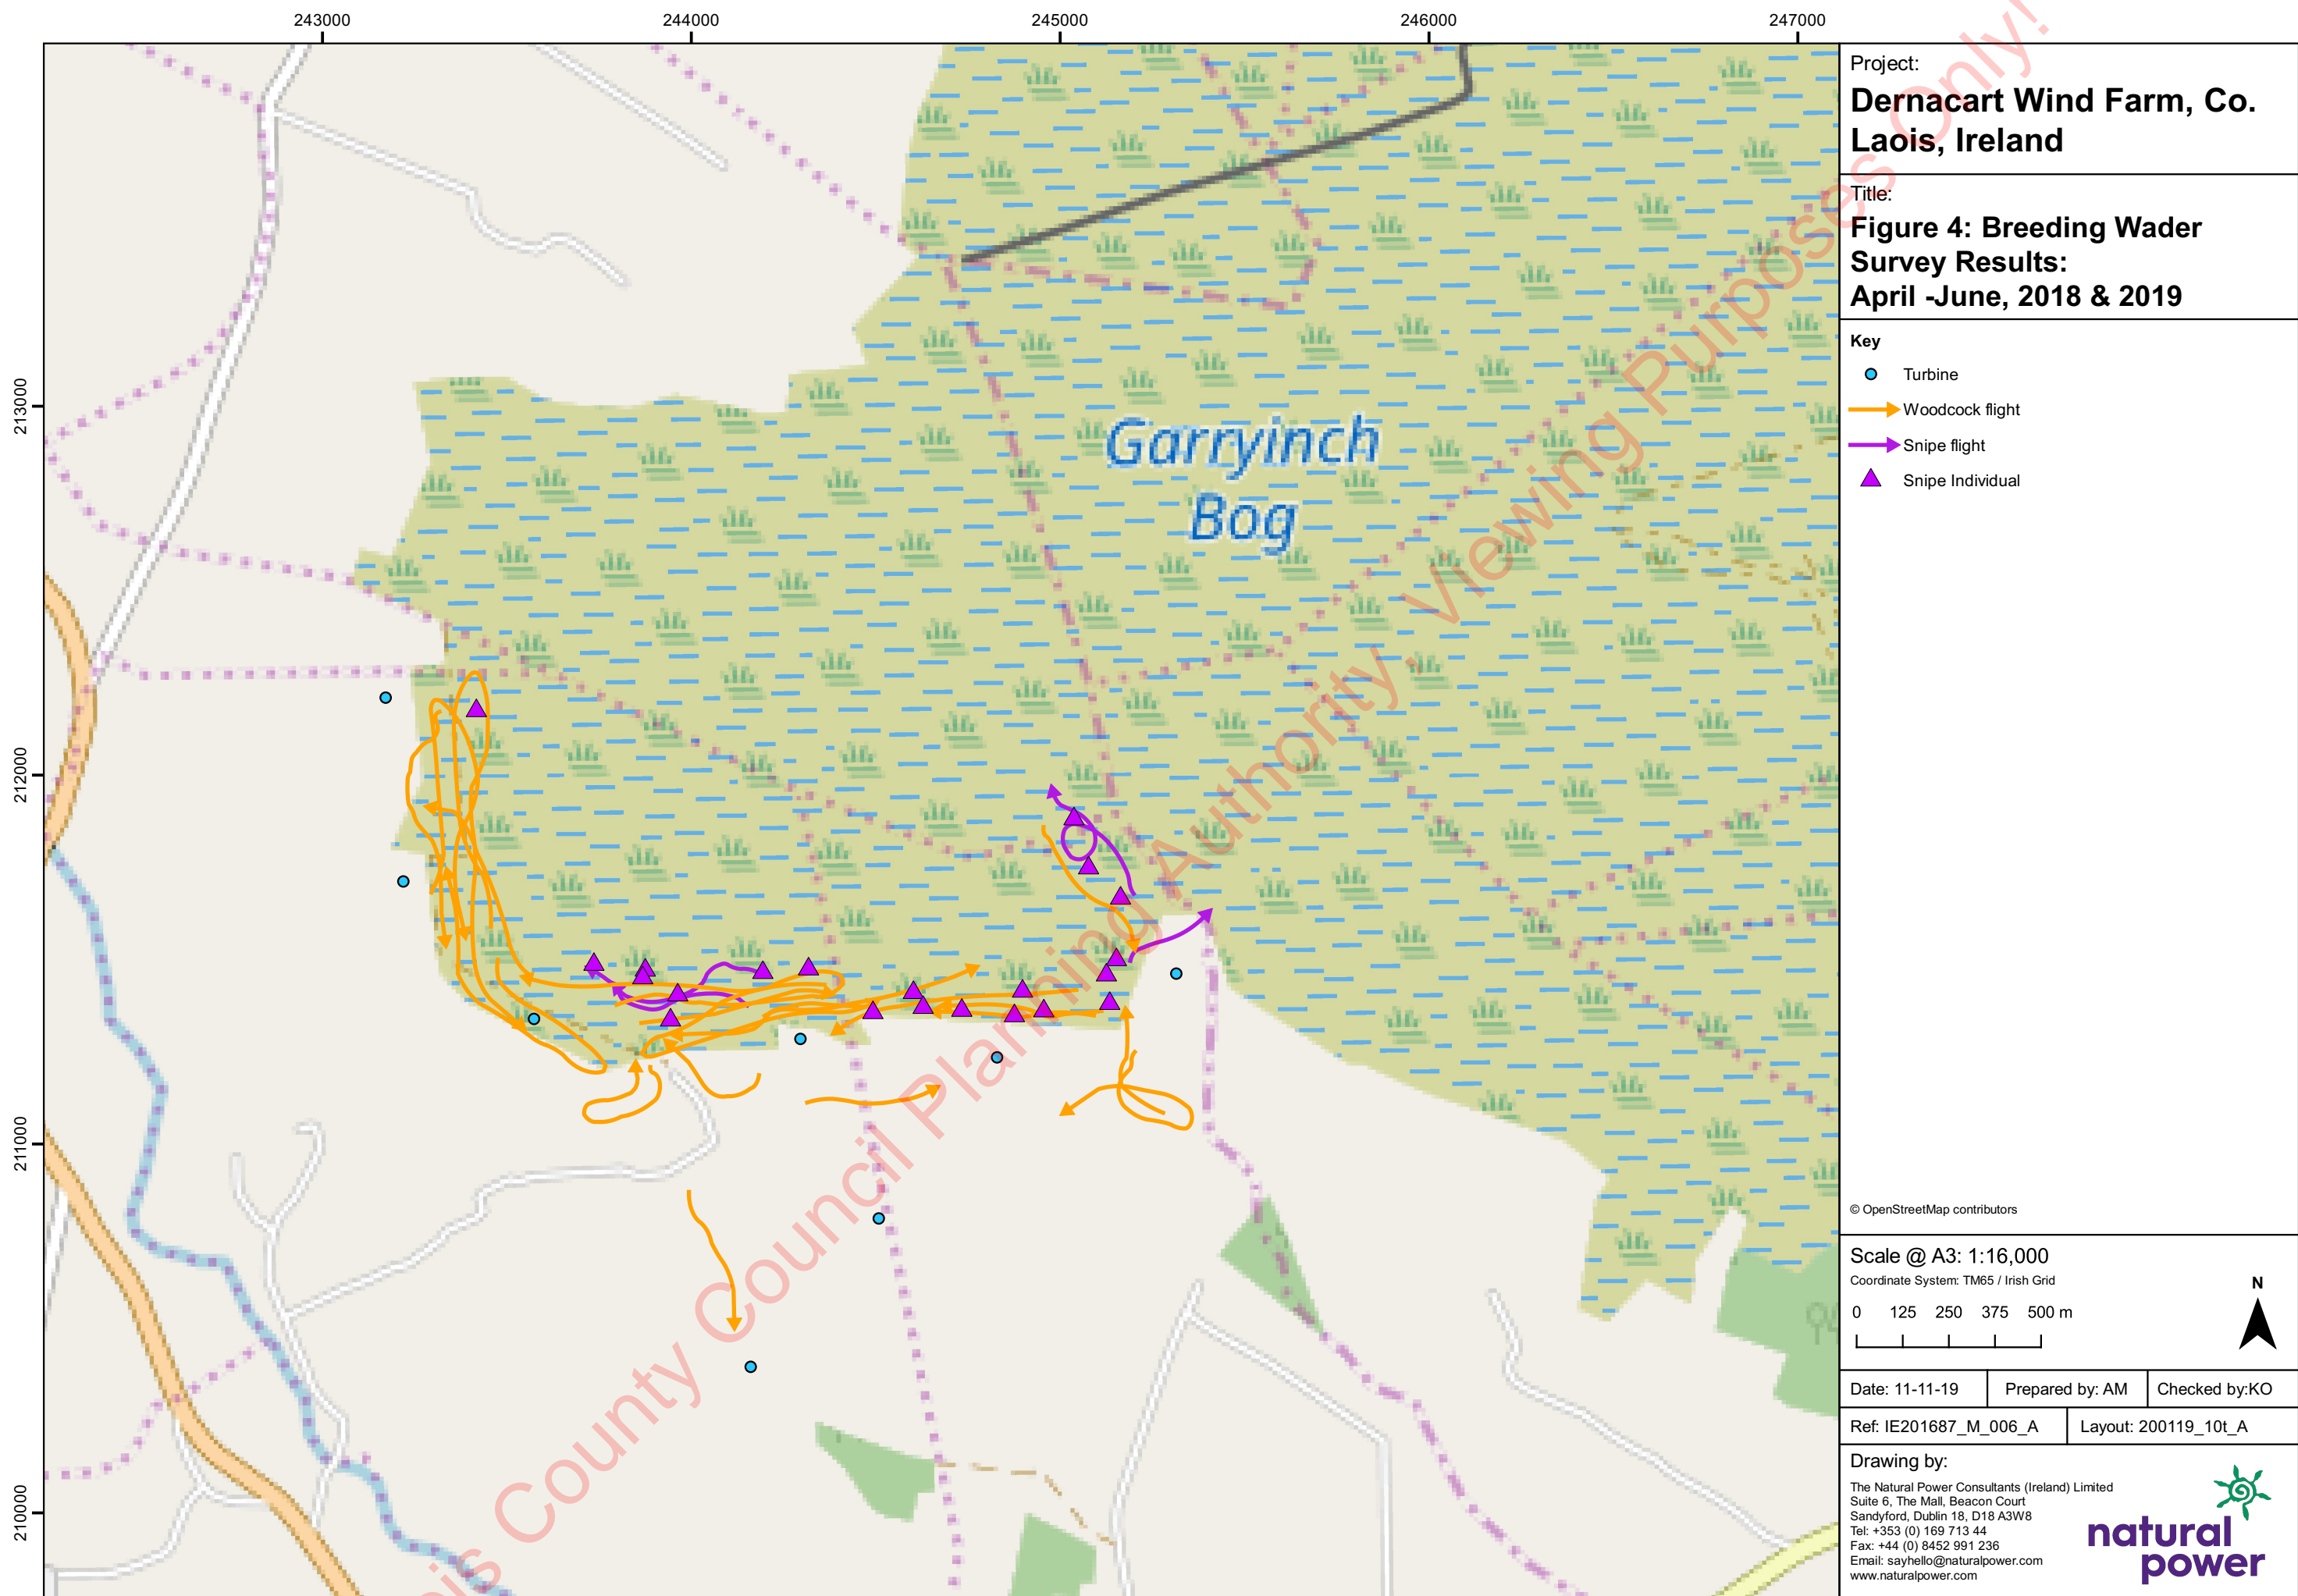 243000 244000 245000 246000 247000
213000
212000
211000
210000
Garryinch
Bog
is County Council Planning Authority, Viewing Purposes Only!
Project:
Dernacart Wind Farm, Co.
Laois, Ireland
Title:
Figure 4: Breeding Wader
Survey Results:
April -June, 2018 & 2019
Key
Turbine
Woodcock flight
Snipe flight
Snipe Individual
© OpenStreetMap contributors
Scale @ A3: 1:16,000
Coordinate System: TM65 / Irish Grid
0 125 250 375 500 m
N
Date: 11-11-19 Prepared by: AM Checked by:KO
Ref: IE201687_M_006_A Layout: 200119_10t_A
Drawing by:
The Natural Power Consultants (Ireland) Limited
Suite 6, The Mall, Beacon Court
Sandyford, Dublin 18, D18 A3W8
Tel: +353 (0) 169 713 44
Fax: +44 (0) 8452 991 236
Email: sayhello@naturalpower.com
www.naturalpower.com
natural
power